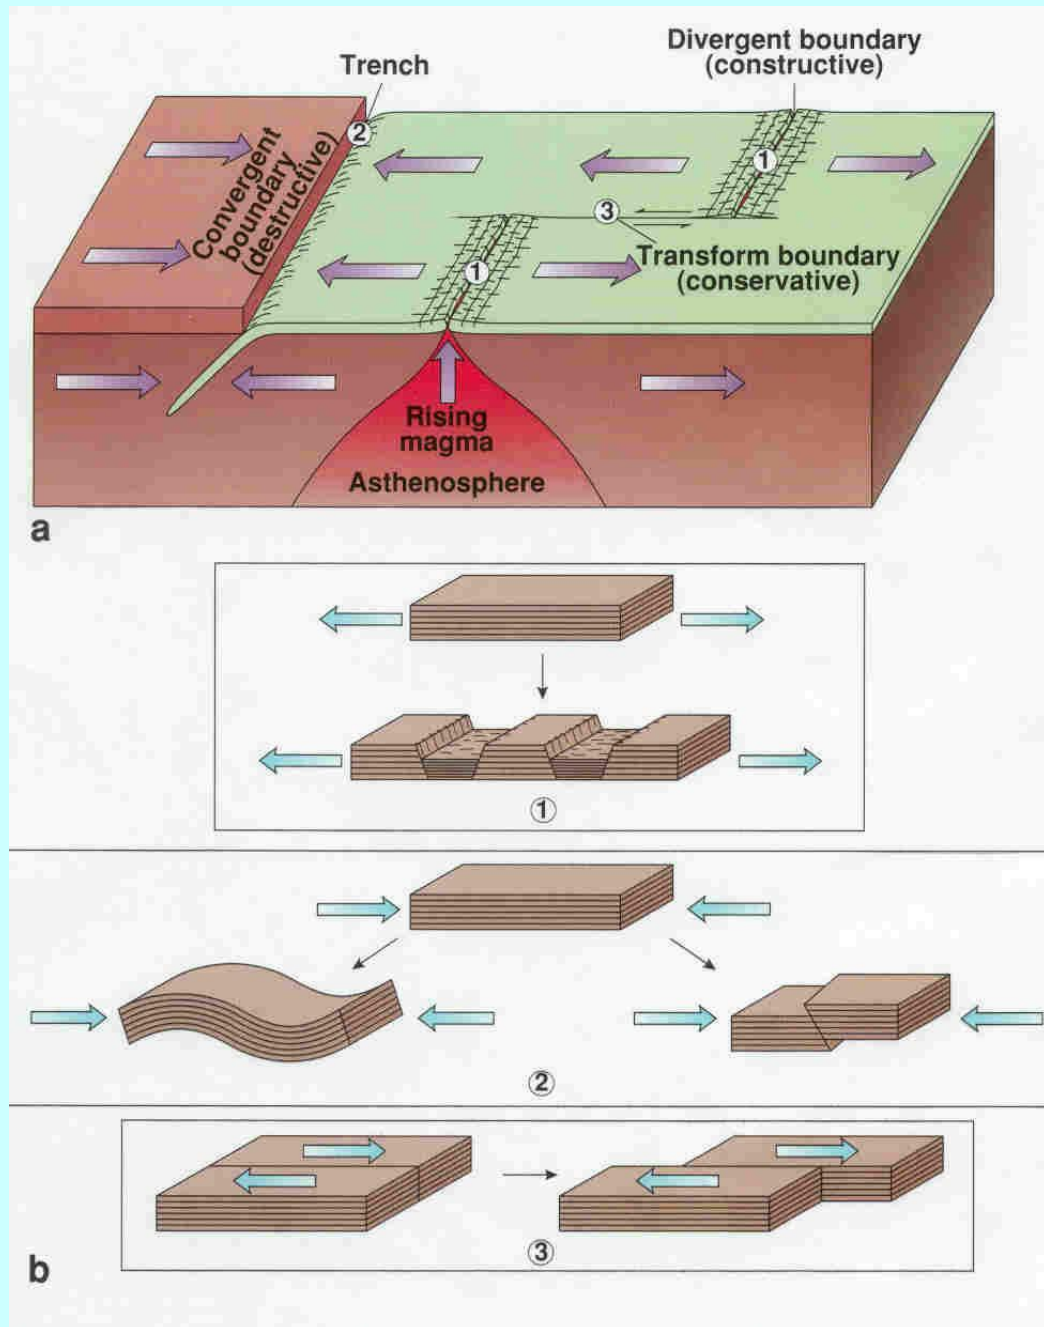 Divergent boundary
(constructive)
Trench
2
1
Convergent
boundary
(destructive)
3
Transform boundary
(conservative)
1
Rising
magma
Asthenosphere
a
1
2
3
b